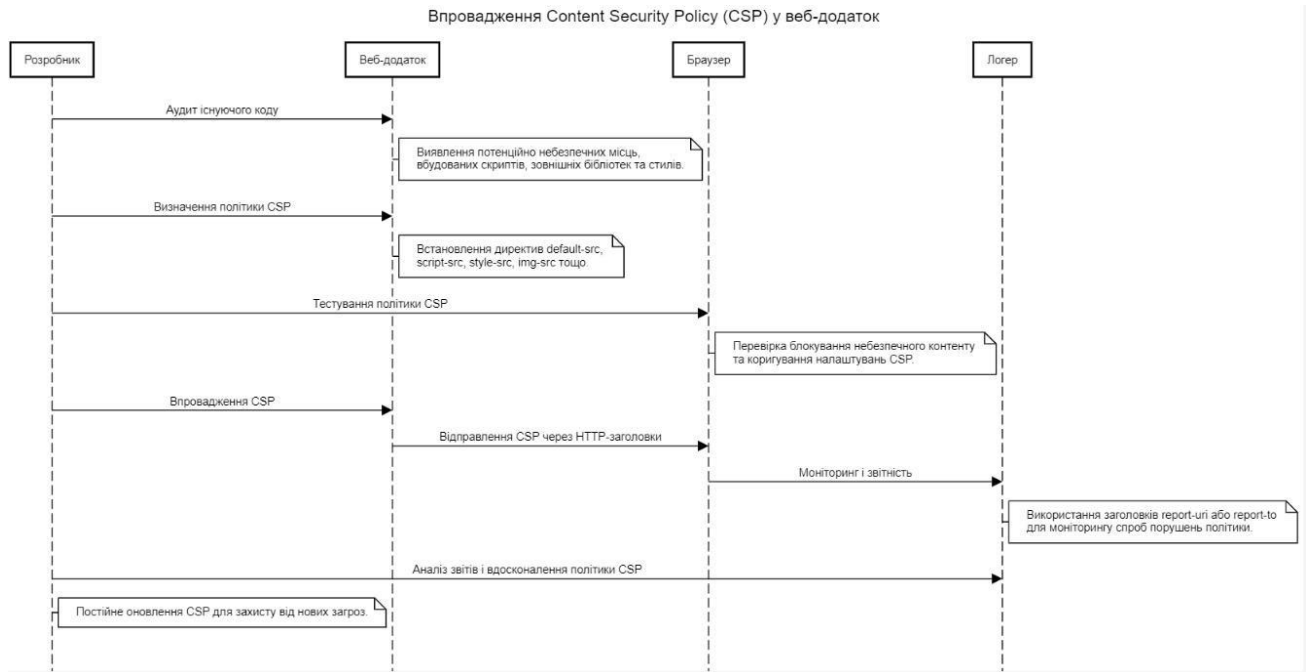 Впровадження Content Security Policy (CSP) у веб-додаток
Розробник
Веб-додаток
Браузер
Логер
Аудит існуючого коду
Виявлення потенційно небезпечних місць,
вбудованих скриптів, зовнішніх бібліотек та стилів.
Визначення політики CSP
Встановлення директив default-src,
script-src, style-src, img-src тощо.
Тестування політики CSP
Перевірка блокування небезпечного контенту
та коригування налаштувань CSP.
Впровадження CSP
Відправлення CSP через HTTP-заголовки
Моніторинг і звітність
Використання заголовків report-uri або report-to
для моніторингу спроб порушень політики.
Аналіз звітів і вдосконалення політики CSP
Постійне оновлення CSP для захисту від нових загроз.